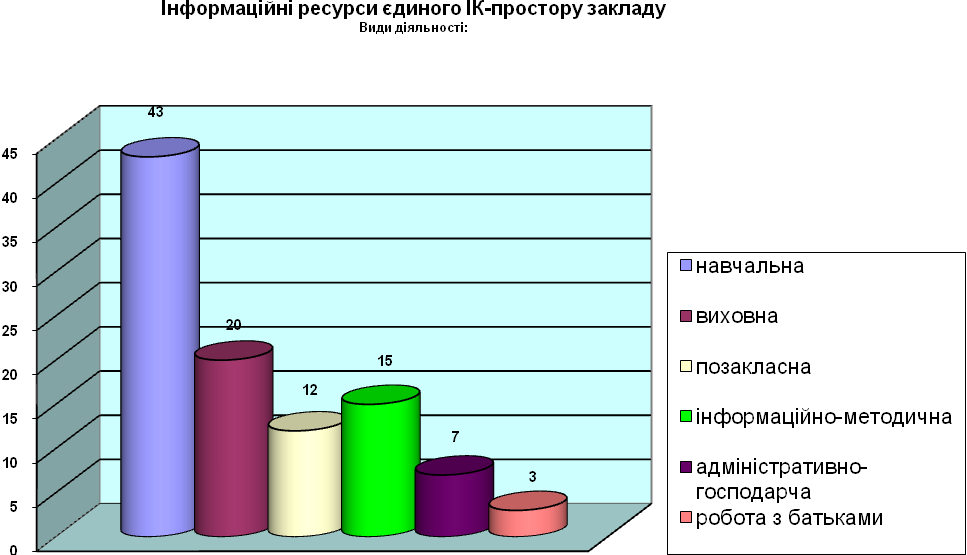 Інформаційні ресурси єдиного ІК-простору закладу
Види діяльності:
43
45
40
35
30
25
20
15
10
5
0
20
12
15
7
3
навчальна
виховна
позакласна
інформаційно-методична
адміністративно-
господарча
робота з батьками